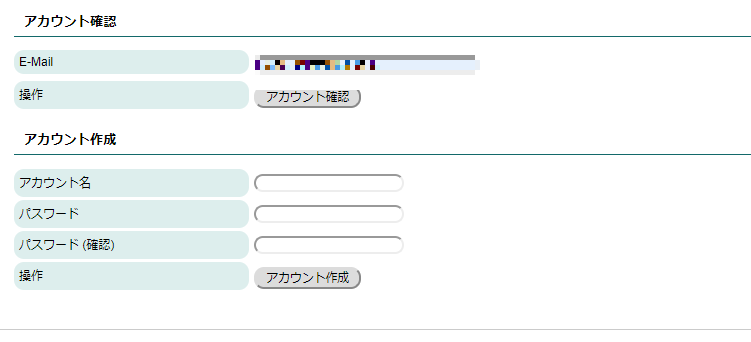 アカウント確認
E-Mail
操作 アカウント確認
アカウント作成
アカウント名
パスワード
パスワード (確認)
操作 アカウント作成